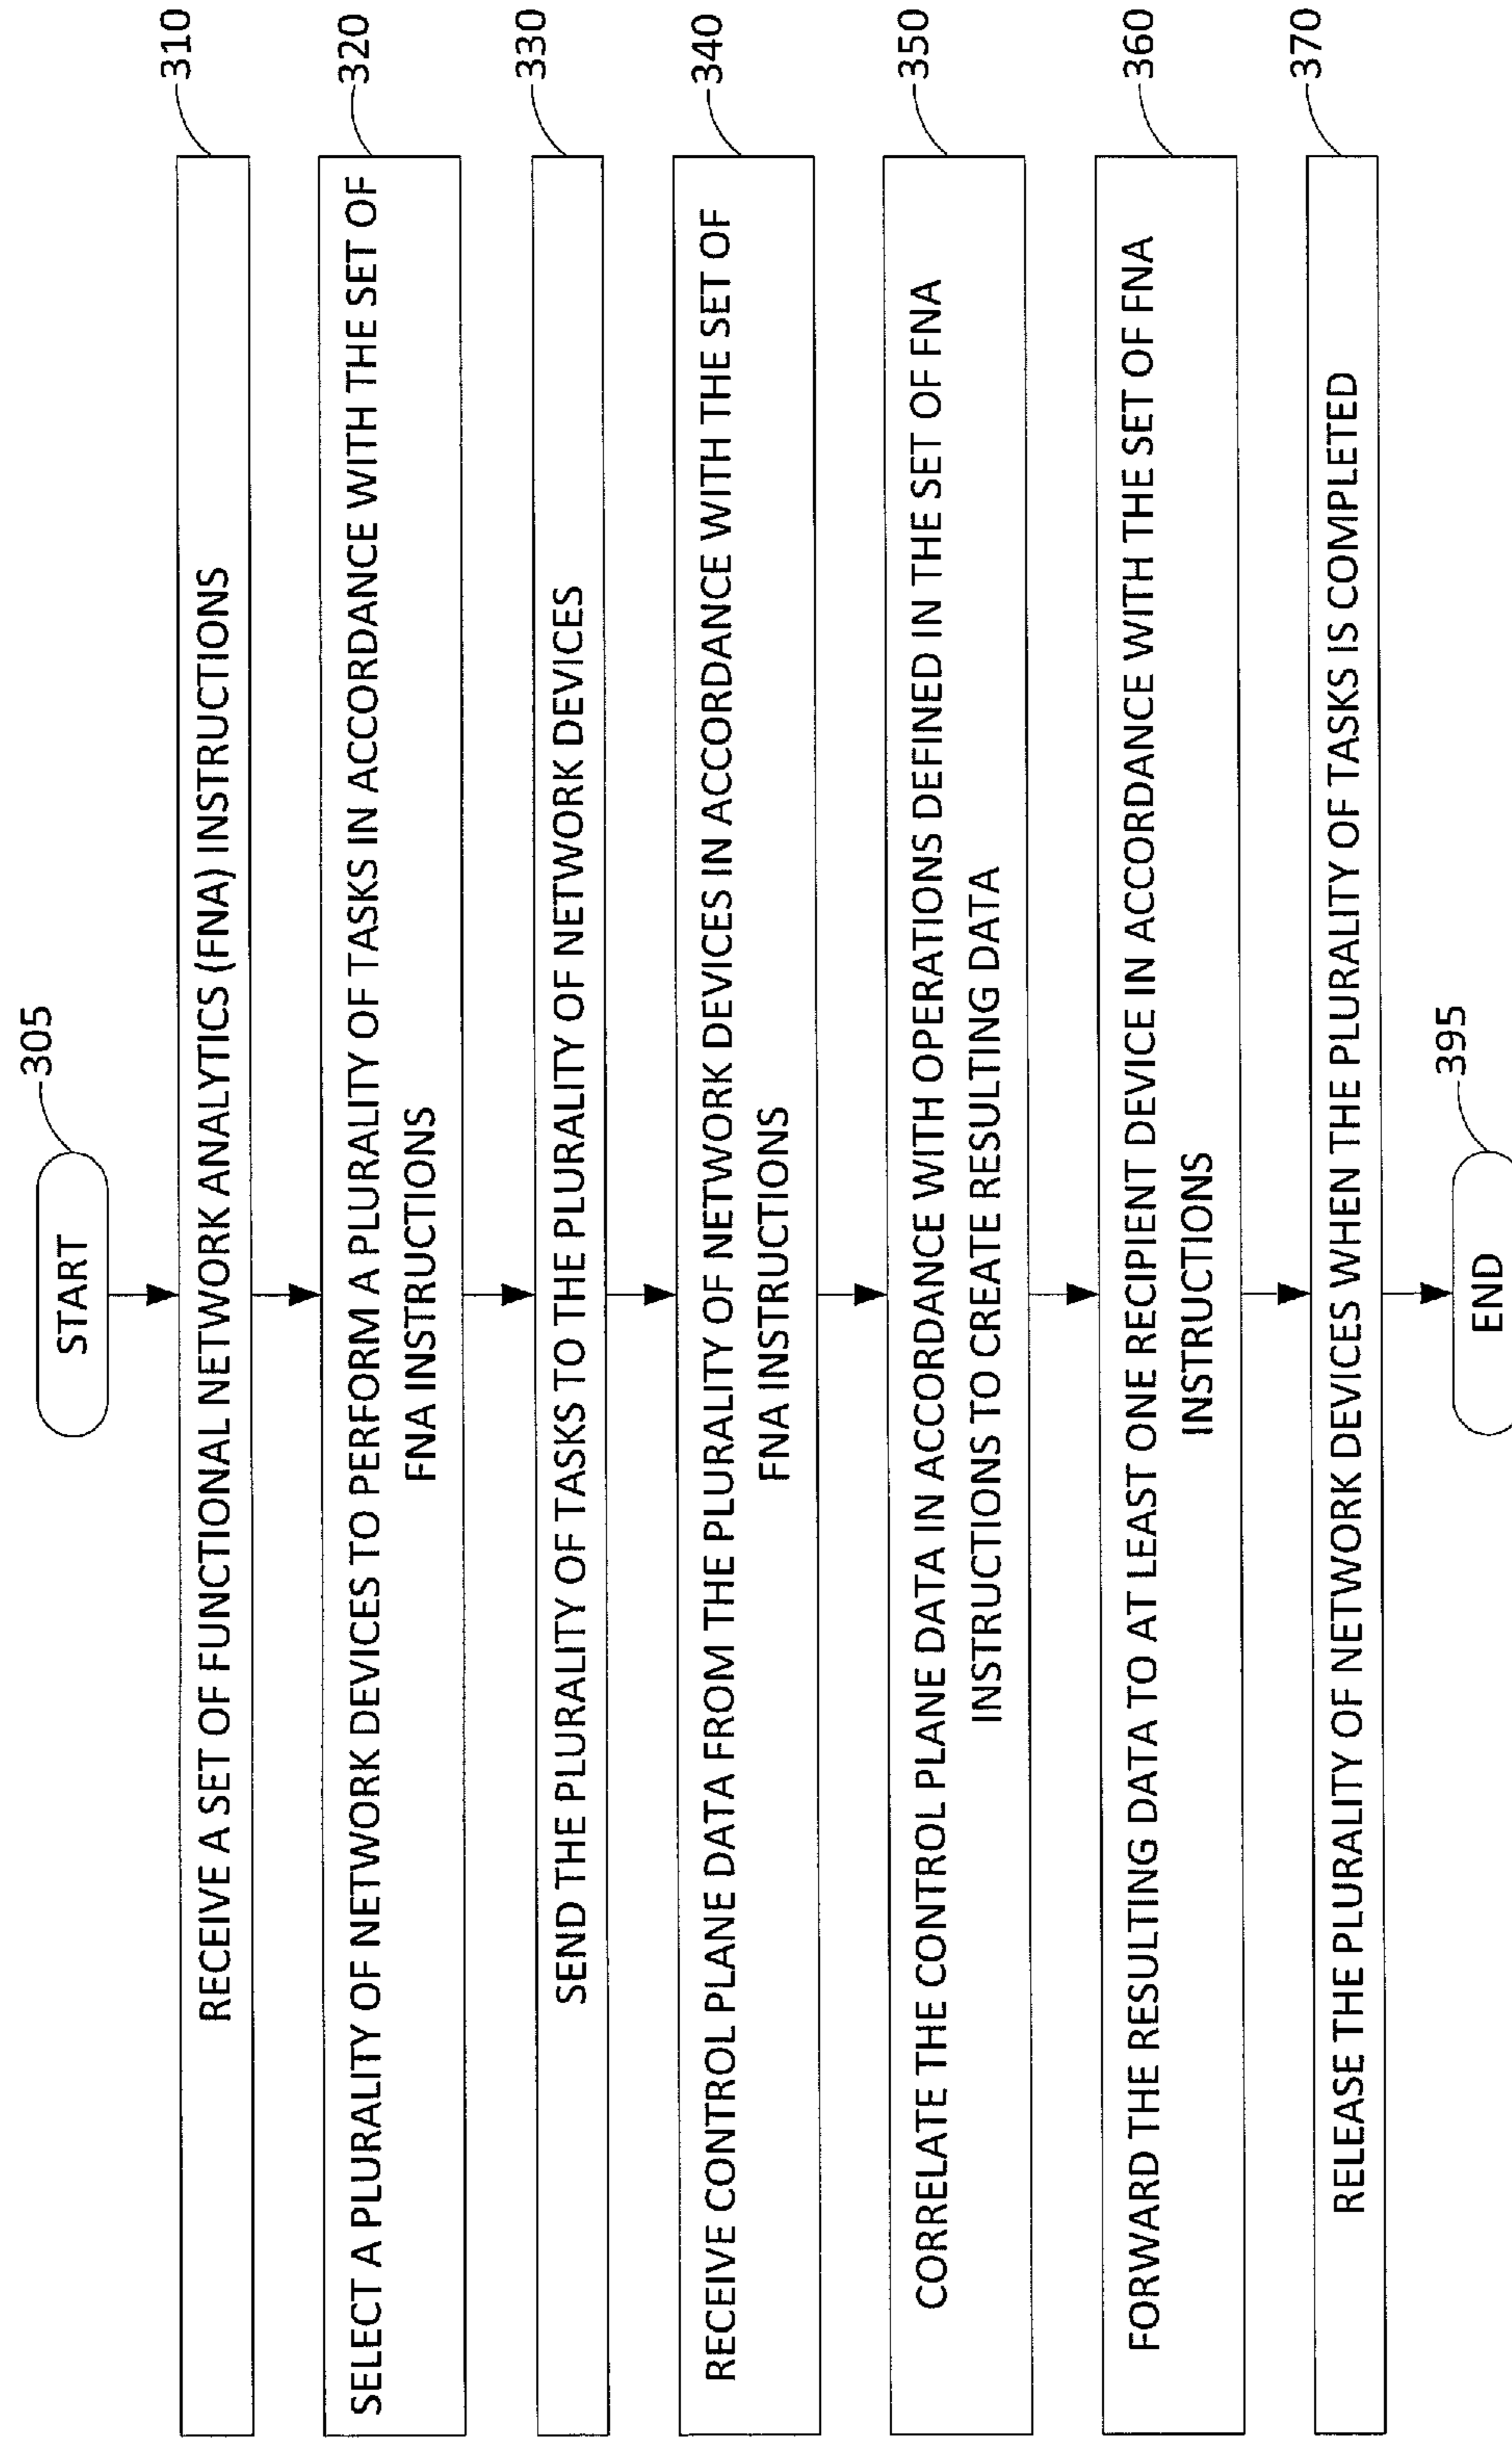 305
START
310
RECEIVE A SET OF FUNCTIONAL NETWORK ANALYTICS (FNA) INSTRUCTIONS
320
SELECT A PLURALITY OF NETWORK DEVICES TO PERFORM A PLURALITY OF TASKS IN ACCORDANCE WITH THE SET OF
FNA INSTRUCTIONS
330
SEND THE PLURALITY OF TASKS TO THE PLURALITY OF NETWORK DEVICES
340
RECEIVE CONTROL PLANE DATA FROM THE PLURALITY OF NETWORK DEVICES IN ACCORDANCE WITH THE SET OF
FNA INSTRUCTIONS
350
CORRELATE THE CONTROL PLANE DATA IN ACCORDANCE WITH OPERATIONS DEFINED IN THE SET OF FNA
INSTRUCTIONS TO CREATE RESULTING DATA
360
FORWARD THE RESULTING DATA TO AT LEAST ONE RECIPIENT DEVICE IN ACCORDANCE WITH THE SET OF FNA
INSTRUCTIONS
370
RELEASE THE PLURALITY OF NETWORK DEVICES WHEN THE PLURALITY OF TASKS IS COMPLETED
395
END